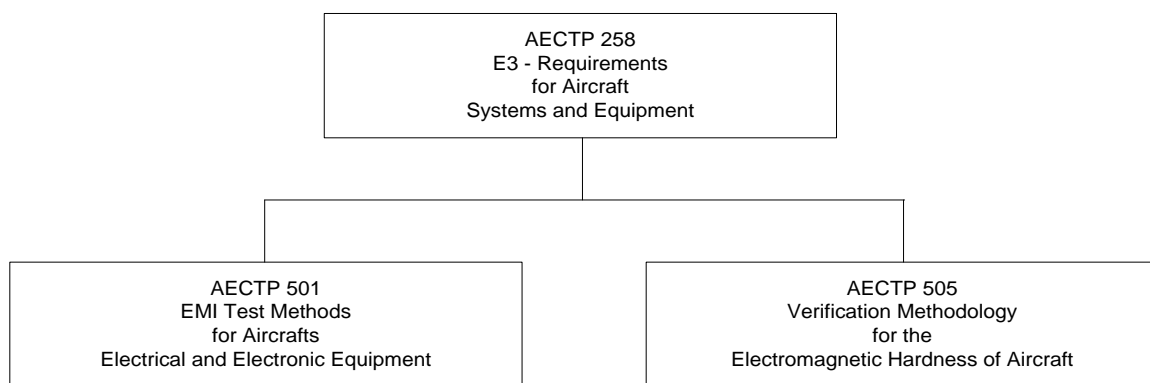 AECTP 258
E3 - Requirements
for Aircraft
Systems and Equipment
AECTP 501
EMI Test Methods
for Aircrafts
Electrical and Electronic Equipment
AECTP 505
Verification Methodology
for the
Electromagnetic Hardness of Aircraft